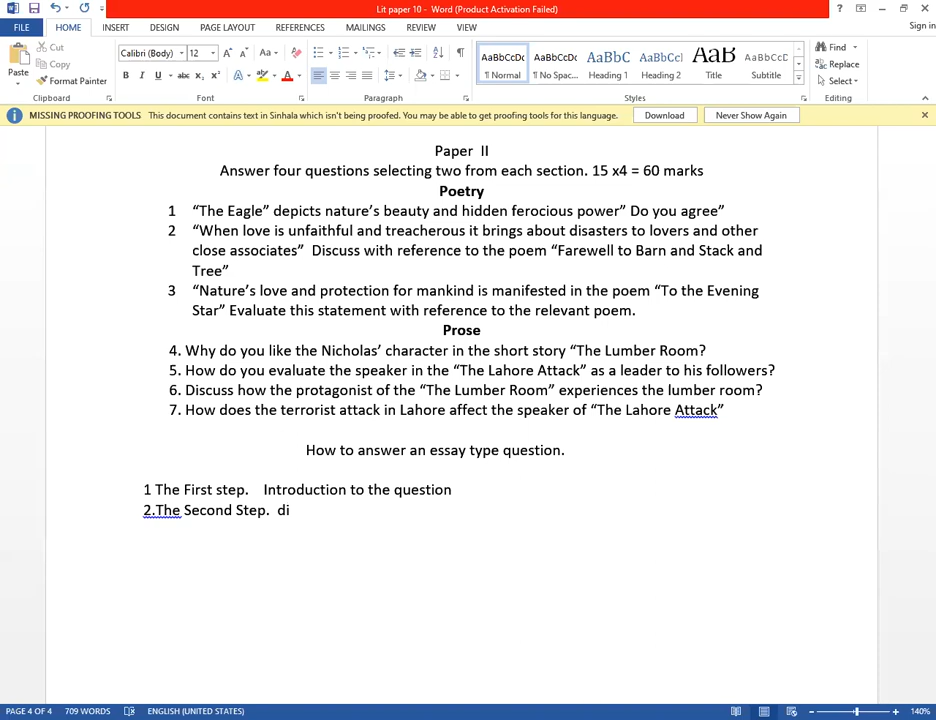 Lit paper 10 - Word (Product Activation Failed)
Sign in
FILE HOME INSERT DESIGN PAGE LAYOUT REFERENCES MAILINGS REVIEW VIEW
Paste
Cut
Copy
Format Painter
Clipboard
Calibri (Body) 12
Font
Paragraph
AaBbCcDc AaBbCcDc AaBbC AaBbCcI AaB AaBbCcD
¶ Normal ¶ No Spac... Heading 1 Heading 2 Title Subtitle
Styles
Find
Replace
Select
Editing
MISSING PROOFING TOOLS This document contains text in Sinhala which isn't being proofed. You may be able to get proofing tools for this language. Download Never Show Again
Paper II
Answer four questions selecting two from each section. 15 x4 = 60 marks
Poetry
1 “The Eagle” depicts nature’s beauty and hidden ferocious power” Do you agree”
2 “When love is unfaithful and treacherous it brings about disasters to lovers and other
close associates” Discuss with reference to the poem “Farewell to Barn and Stack and
Tree”
3 “Nature’s love and protection for mankind is manifested in the poem “To the Evening
Star” Evaluate this statement with reference to the relevant poem.
Prose
4. Why do you like the Nicholas’ character in the short story “The Lumber Room?
5. How do you evaluate the speaker in the “The Lahore Attack” as a leader to his followers?
6. Discuss how the protagonist of the “The Lumber Room” experiences the lumber room?
7. How does the terrorist attack in Lahore affect the speaker of “The Lahore Attack”
How to answer an essay type question.
1 The First step. Introduction to the question
2.The Second Step. di
PAGE 4 OF 4 709 WORDS ENGLISH (UNITED STATES) 140%